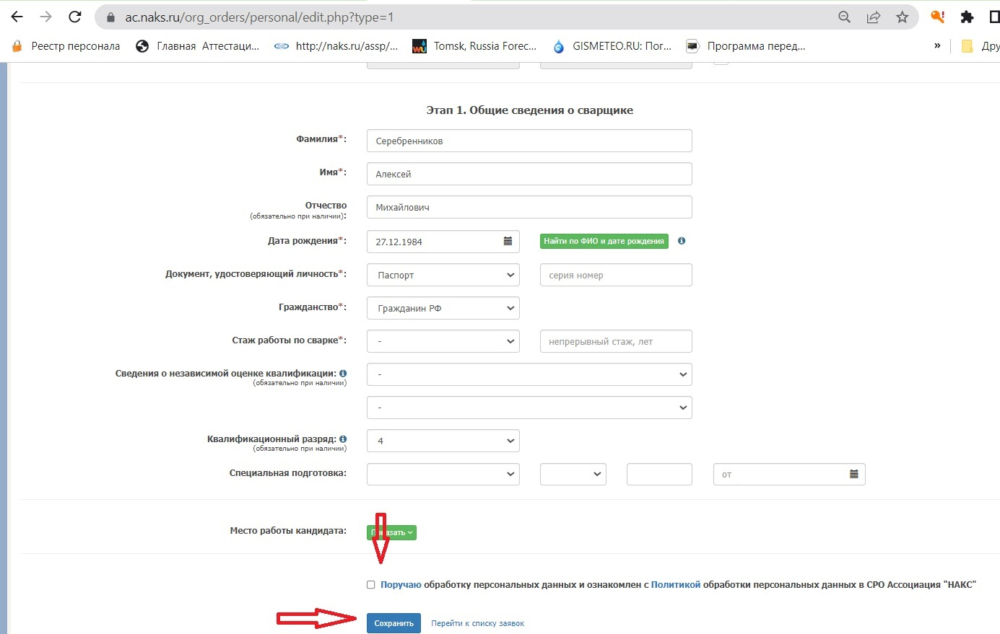 ac.naks.ru/org_orders/personal/edit.php?type=1
Реестр персонала Главная Аттестаци... http://naks.ru/assp/... Tomsk, Russia Forec... GISMETEO.RU: Пог... Программа перед... » Дру
Этап 1. Общие сведения о сварщике
Фамилия*: Серебренников
Имя*: Алексей
Отчество
(обязательно при наличии): Михайлович
Дата рождения*: 27.12.1984 Найти по ФИО и дате рождения
Документ, удостоверяющий личность*: Паспорт серия номер
Гражданство*: Гражданин РФ
Стаж работы по сварке*: - непрерывный стаж, лет
Сведения о независимой оценке квалификации: -
(обязательно при наличии)
-
Квалификационный разряд: 4
(обязательно при наличии)
Специальная подготовка: от
Место работы кандидата: Показать
Поручаю обработку персональных данных и ознакомлен с Политикой обработки персональных данных в СРО Ассоциация "НАКС"
Сохранить Перейти к списку заявок